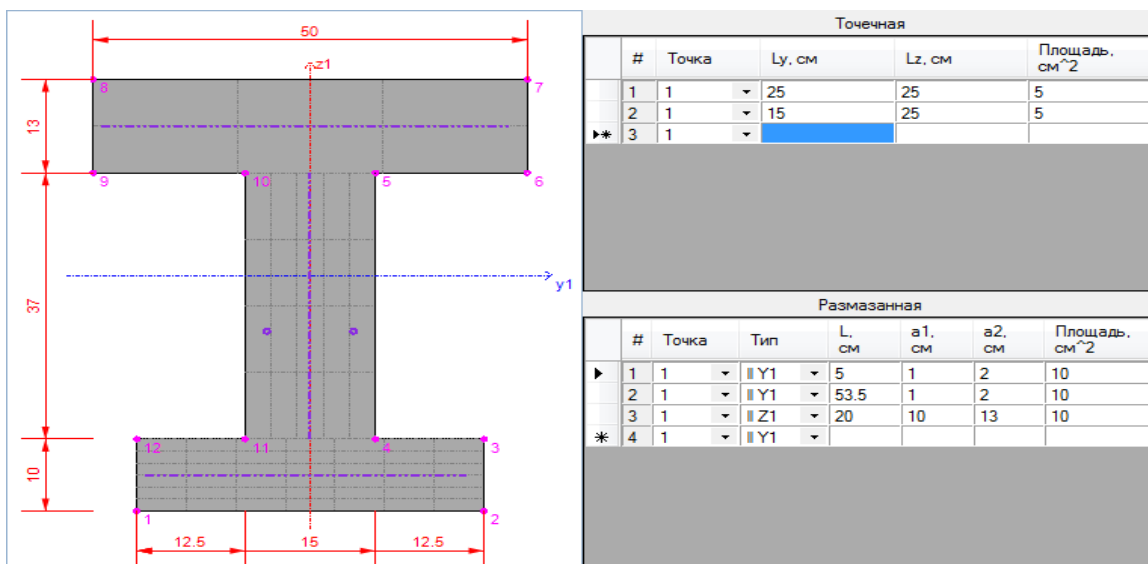 50
z1
8
7
13
9
10
5
6
37
y1
12
11
4
3
10
1
2
12.5
15
12.5
Точечная
# Точка Ly, см Lz, см Площадь, см^2
1 1 25 25 5
2 1 15 25 5
3 1
Размазанная
# Точка Тип L, см a1, см a2, см Площадь, см^2
1 1 || Y1 5 1 2 10
2 1 || Y1 53.5 1 2 10
3 1 || Z1 20 10 13 10
4 1 || Y1